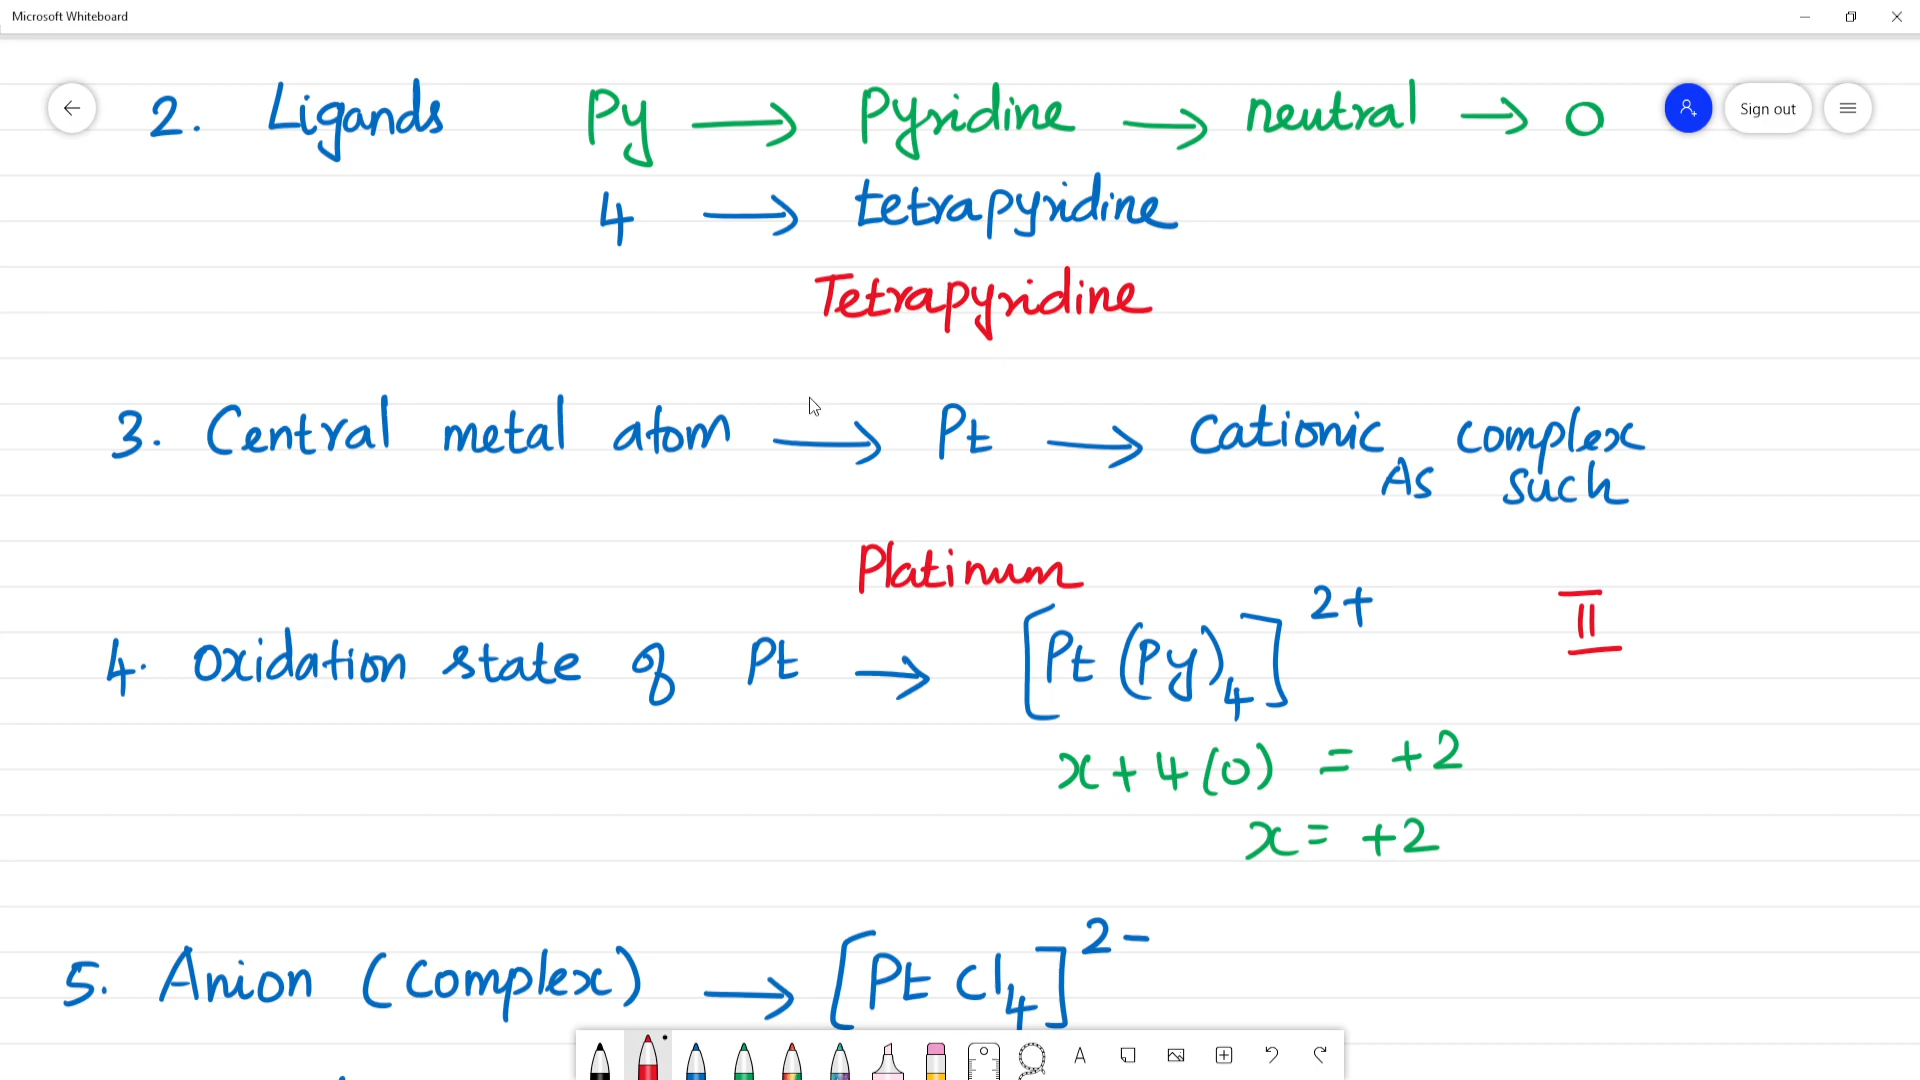 Microsoft Whiteboard
2. Ligands Py → Pyridine → neutral → 0
Sign out
4 → tetrapyridine
Tetrapyridine
3. Central metal atom → Pt → Cationic complex
As such
Platinum
4. Oxidation state of Pt → [Pt(Py)₄]²⁺ II
x + 4(0) = +2
x = +2
5. Anion (complex) → [PtCl₄]²⁻
A